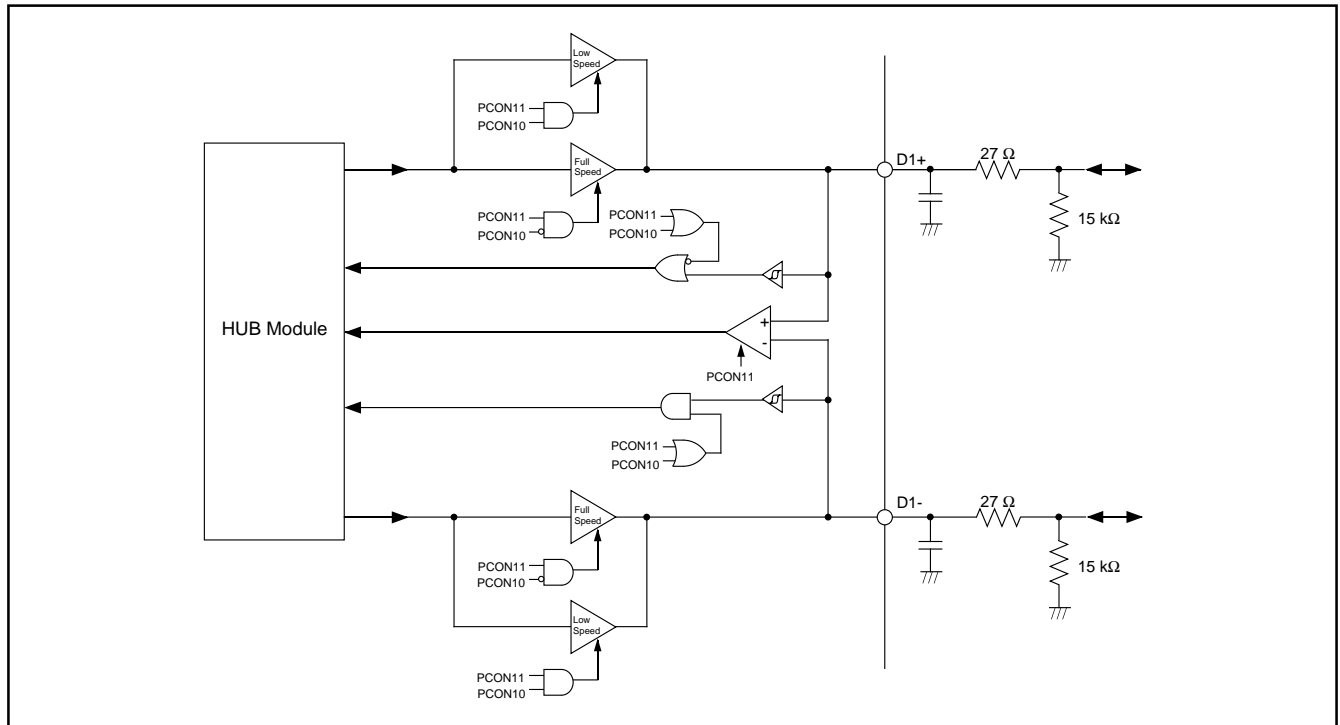 Low
Speed
PCON11
PCON10
Full
Speed
D1+
27 Ω
PCON11
PCON10
PCON11
PCON10
15 kΩ
HUB Module
+
-
PCON11
PCON11
PCON10
D1-
27 Ω
Full
Speed
PCON11
PCON10
15 kΩ
Low
Speed
PCON11
PCON10